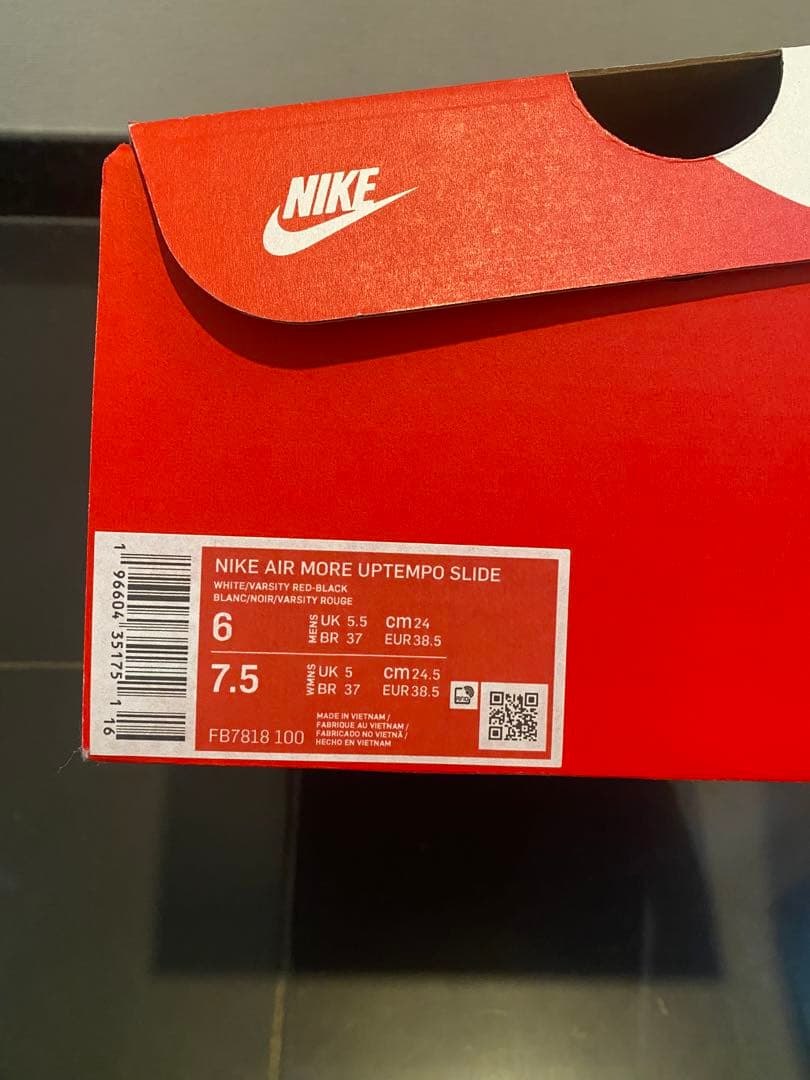 NIKE
NIKE AIR MORE UPTEMPO SLIDE
WHITE/VARSITY RED-BLACK
BLANC/NOIR/VARSITY ROUGE
6 MENS UK 5.5 cm 24
BR 37 EUR 38.5
7.5 WMNS UK 5 cm 24.5
BR 37 EUR 38.5
FB7818 100
MADE IN VIETNAM /
FABRIQUE AU VIETNAM /
FABRICADO NO VIETNÃ /
HECHO EN VIETNAM
1 96604 35175 1 16